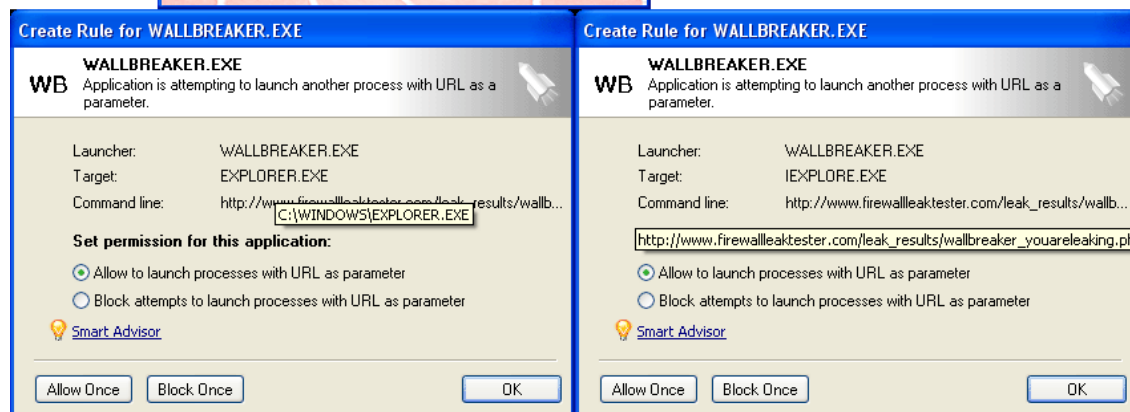 Create Rule for WALLBREAKER.EXE
WB
WALLBREAKER.EXE
Application is attempting to launch another process with URL as a
parameter.
Launcher: WALLBREAKER.EXE
Target: EXPLORER.EXE
Command line: http://www.firewallleaktester.com/leak_results/wallb...
C:\WINDOWS\EXPLORER.EXE
Set permission for this application:
Allow to launch processes with URL as parameter
Block attempts to launch processes with URL as parameter
Smart Advisor
Allow Once Block Once OK
Create Rule for WALLBREAKER.EXE
WB
WALLBREAKER.EXE
Application is attempting to launch another process with URL as a
parameter.
Launcher: WALLBREAKER.EXE
Target: IEXPLORE.EXE
Command line: http://www.firewallleaktester.com/leak_results/wallb...
http://www.firewallleaktester.com/leak_results/wallbreaker_youareleaking.ph
Allow to launch processes with URL as parameter
Block attempts to launch processes with URL as parameter
Smart Advisor
Allow Once Block Once OK